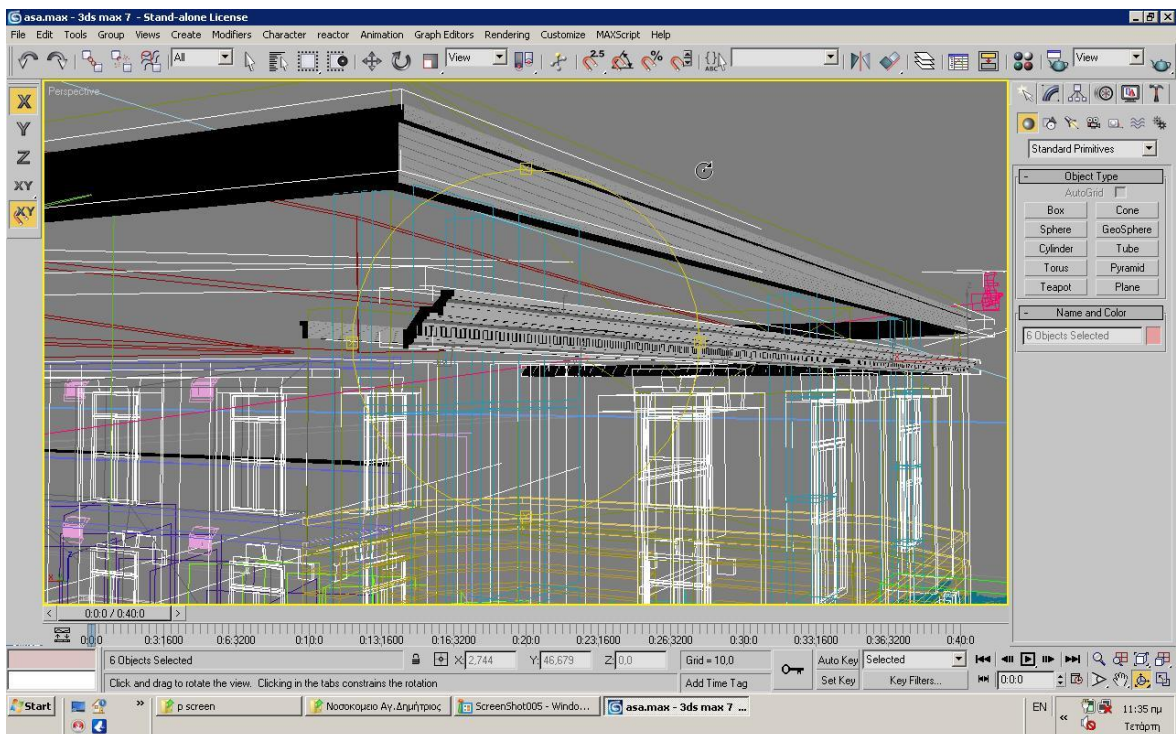 asa.max - 3ds max 7 - Stand-alone License
File Edit Tools Group Views Create Modifiers Character reactor Animation Graph Editors Rendering Customize MAXScript Help
All View 2.5 % ABC View
X
Y
Z
XY
XY
Perspective
Standard Primitives
- Object Type
AutoGrid
Box Cone
Sphere GeoSphere
Cylinder Tube
Torus Pyramid
Teapot Plane
- Name and Color
6 Objects Selected
< 0:0:0 / 0:40:0 >
0:0:0 0:3:1600 0:6:3200 0:10:0 0:13:1600 0:16:3200 0:20:0 0:23:1600 0:26:3200 0:30:0 0:33:1600 0:36:3200 0:40:0
6 Objects Selected X: 2,744 Y: 46,679 Z: 0,0 Grid = 10,0 Auto Key Selected
Click and drag to rotate the view. Clicking in the tabs constrains the rotation Add Time Tag Set Key Key Filters... 0:0:0
Start » p screen Νοσοκομειο Αγ.Δημήτριος ScreenShot005 - Windo... asa.max - 3ds max 7 ... EN « 11:35 πμ
Τετάρτη